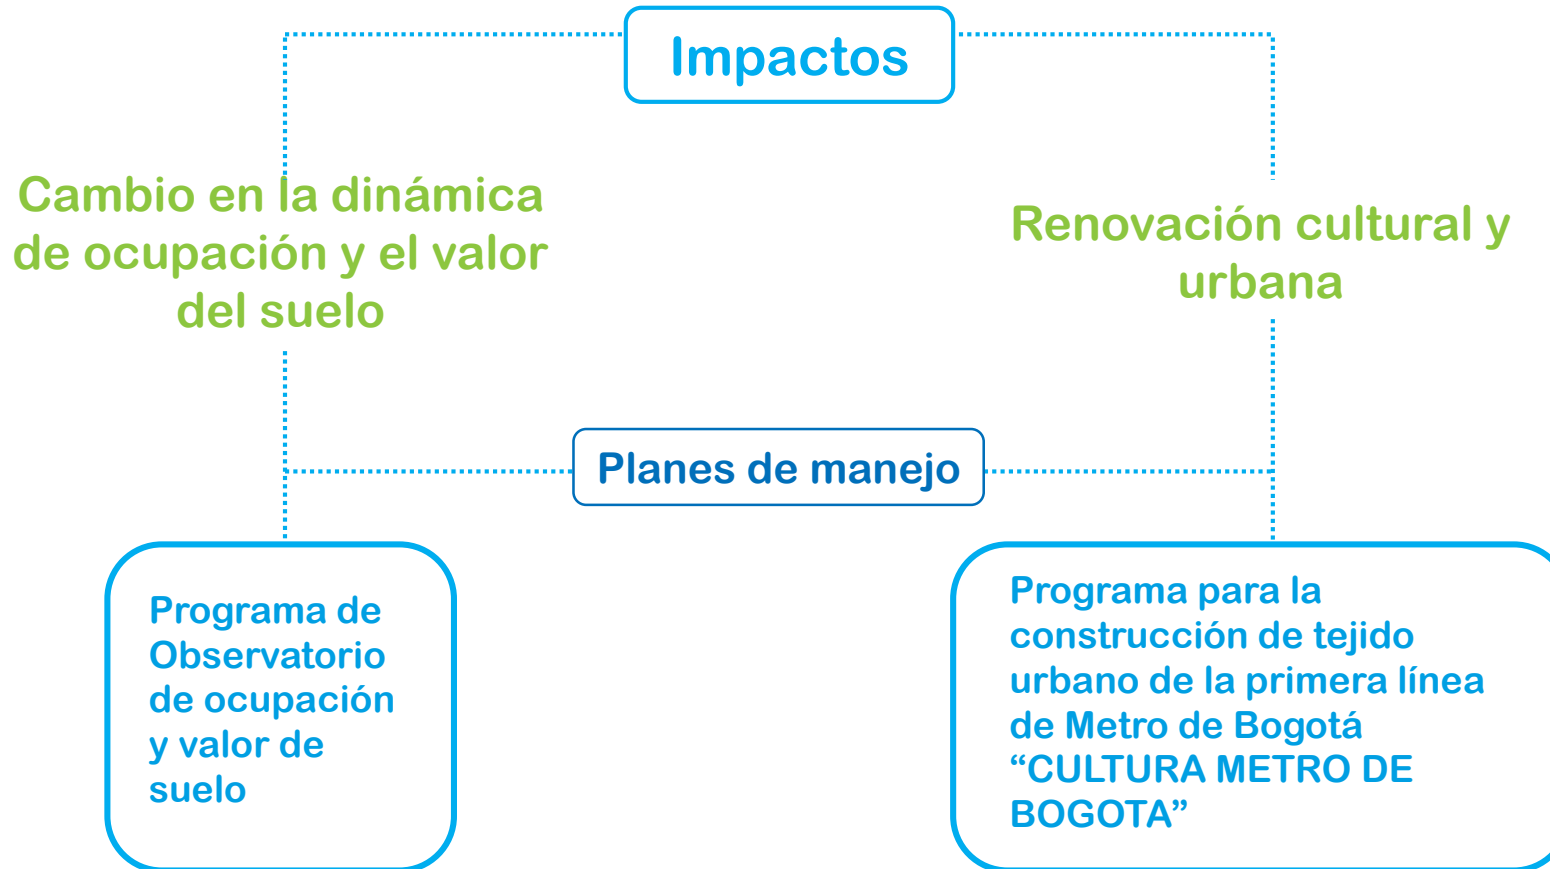 Impactos
Cambio en la dinámica
de ocupación y el valor
del suelo
Renovación cultural y
urbana
Planes de manejo
Programa de
Observatorio
de ocupación
y valor de
suelo
Programa para la
construcción de tejido
urbano de la primera línea
de Metro de Bogotá
“CULTURA METRO DE
BOGOTA”